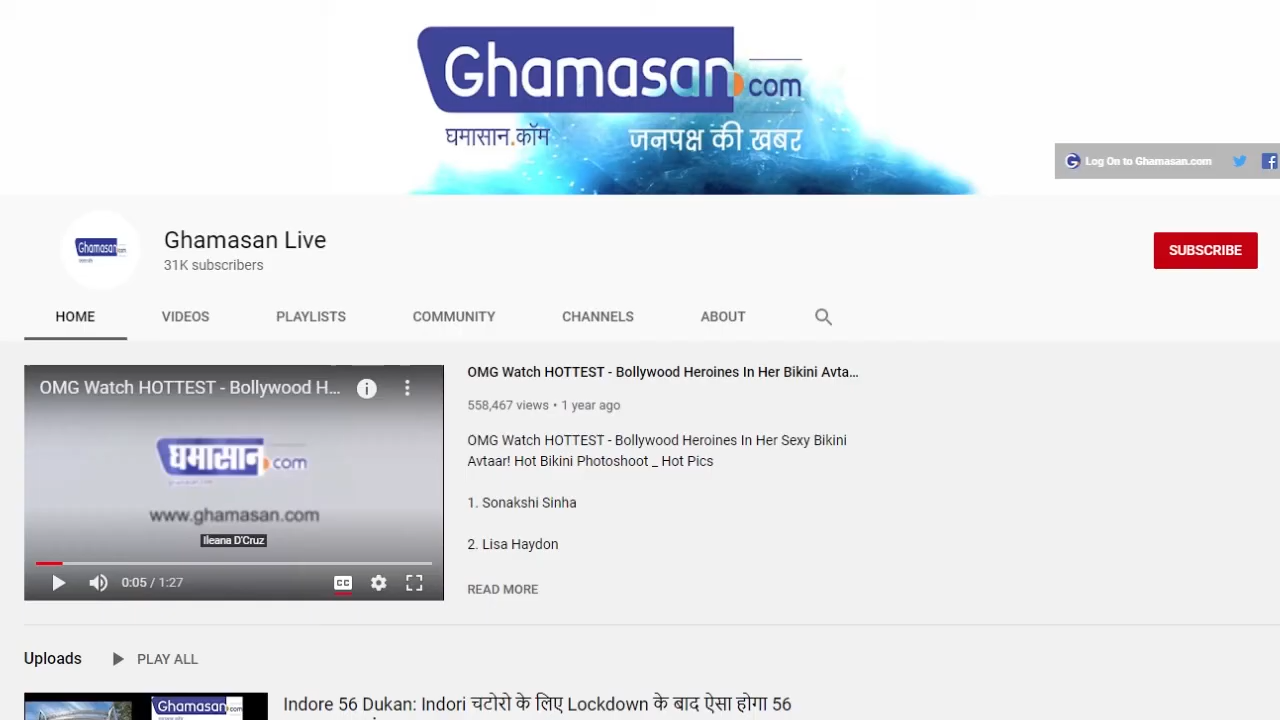 Ghamasan.com
घमासान.कॉम
जनपक्ष की खबर
Log On to Ghamasan.com
Ghamasan
Ghamasan Live
31K subscribers
SUBSCRIBE
HOME VIDEOS PLAYLISTS COMMUNITY CHANNELS ABOUT
OMG Watch HOTTEST - Bollywood H...
घमासान.com
www.ghamasan.com
Ileana D'Cruz
0:05 / 1:27
CC
OMG Watch HOTTEST - Bollywood Heroines In Her Bikini Avta...
558,467 views • 1 year ago
OMG Watch HOTTEST - Bollywood Heroines In Her Sexy Bikini
Avtaar! Hot Bikini Photoshoot _ Hot Pics
1. Sonakshi Sinha
2. Lisa Haydon
READ MORE
Uploads PLAY ALL
Ghamasan
Indore 56 Dukan: Indori चटोरो के लिए Lockdown के बाद ऐसा होगा 56